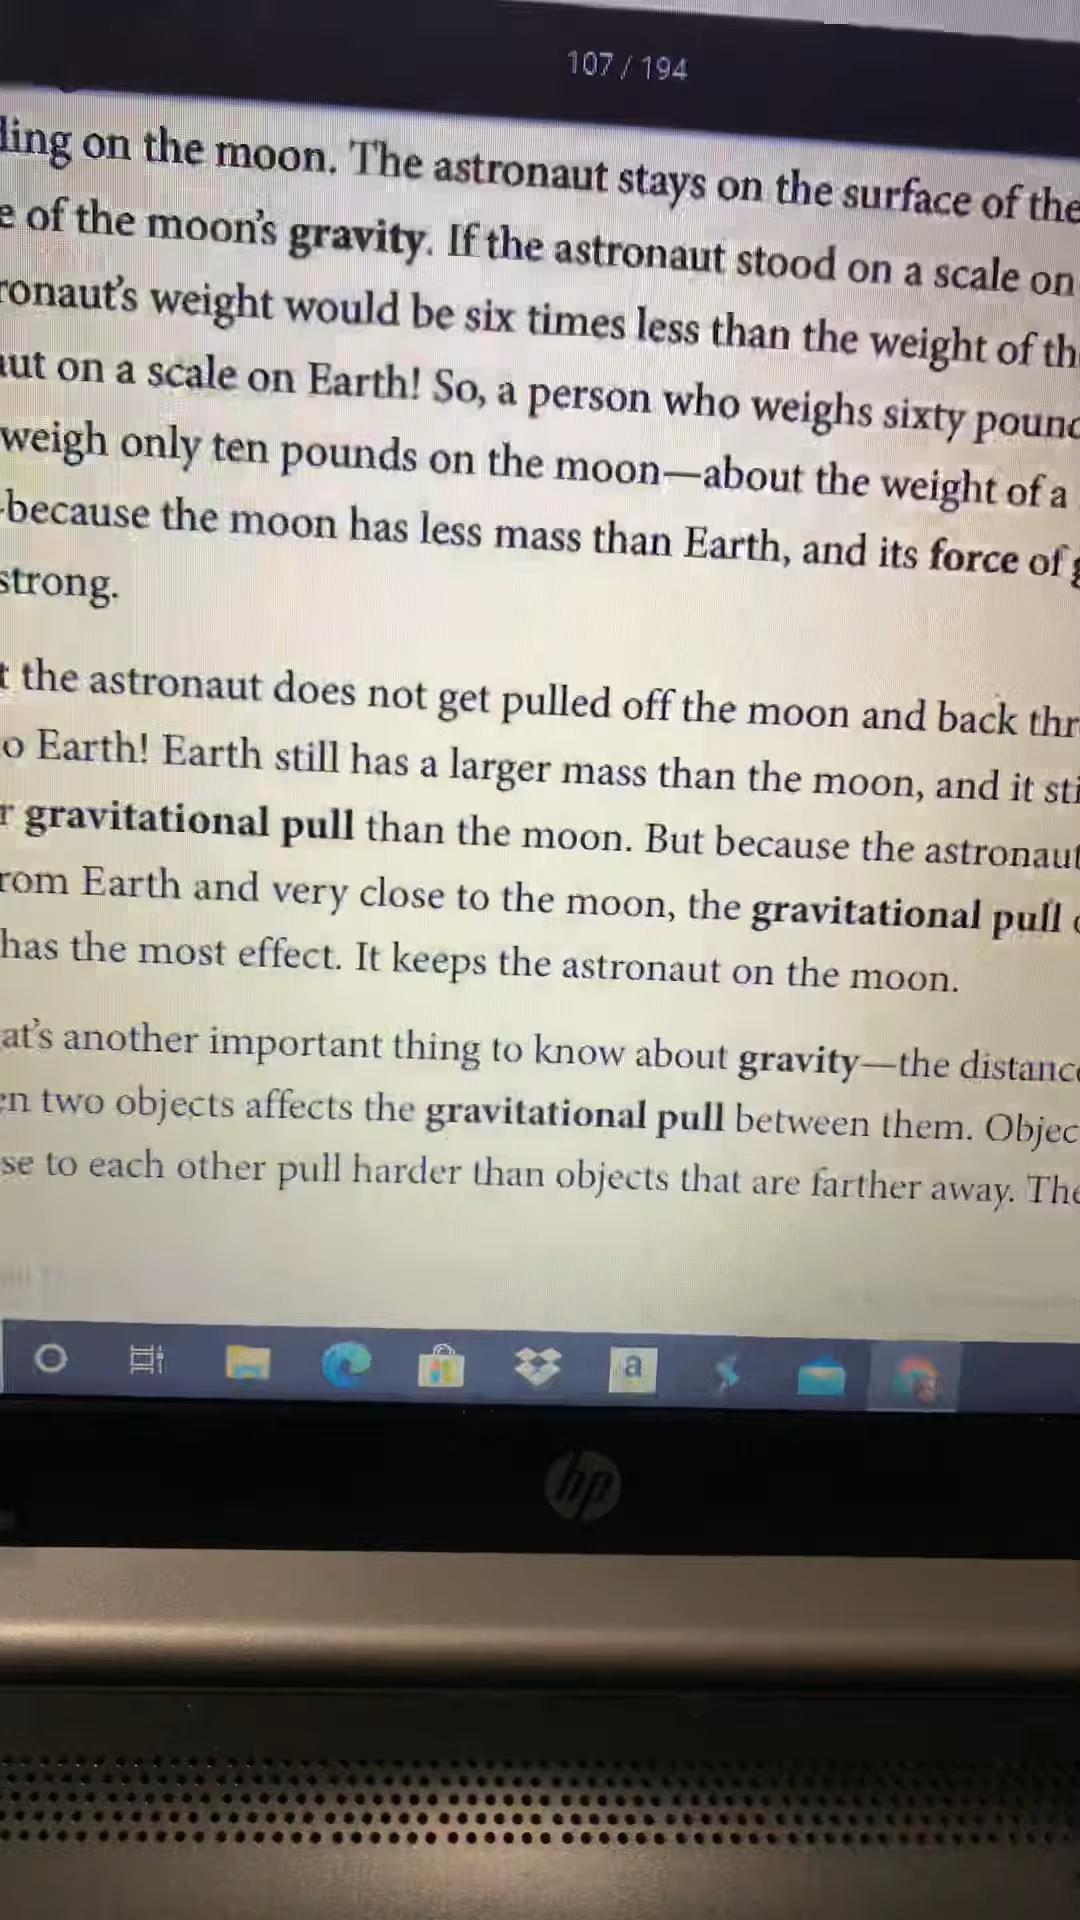 107 / 194
ling on the moon. The astronaut stays on the surface of the
e of the moon's gravity. If the astronaut stood on a scale on
ronaut's weight would be six times less than the weight of th
ut on a scale on Earth! So, a person who weighs sixty pound
weigh only ten pounds on the moon—about the weight of a
because the moon has less mass than Earth, and its force of g
strong.
t the astronaut does not get pulled off the moon and back thr
o Earth! Earth still has a larger mass than the moon, and it sti
r gravitational pull than the moon. But because the astronaut
rom Earth and very close to the moon, the gravitational pull o
has the most effect. It keeps the astronaut on the moon.
at's another important thing to know about gravity—the distance
en two objects affects the gravitational pull between them. Objec
se to each other pull harder than objects that are farther away. The
a
hp